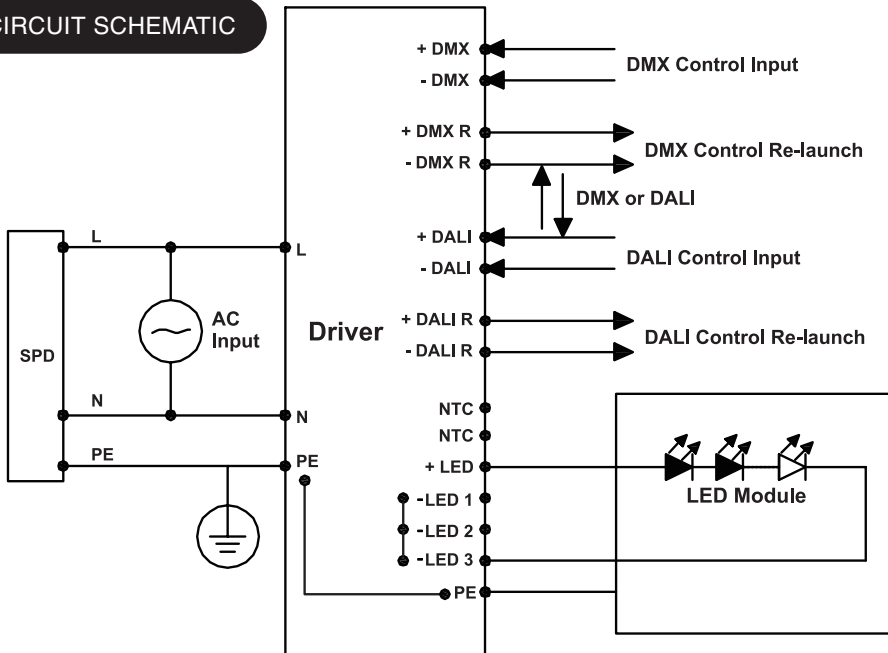 CIRCUIT SCHEMATIC
+ DMX
- DMX
DMX Control Input
+ DMX R
- DMX R
DMX Control Re-launch
DMX or DALI
+ DALI
- DALI
DALI Control Input
+ DALI R
- DALI R
DALI Control Re-launch
SPD
L
N
PE
AC
Input
L
N
PE
Driver
NTC
NTC
+ LED
-LED 1
-LED 2
-LED 3
PE
LED Module